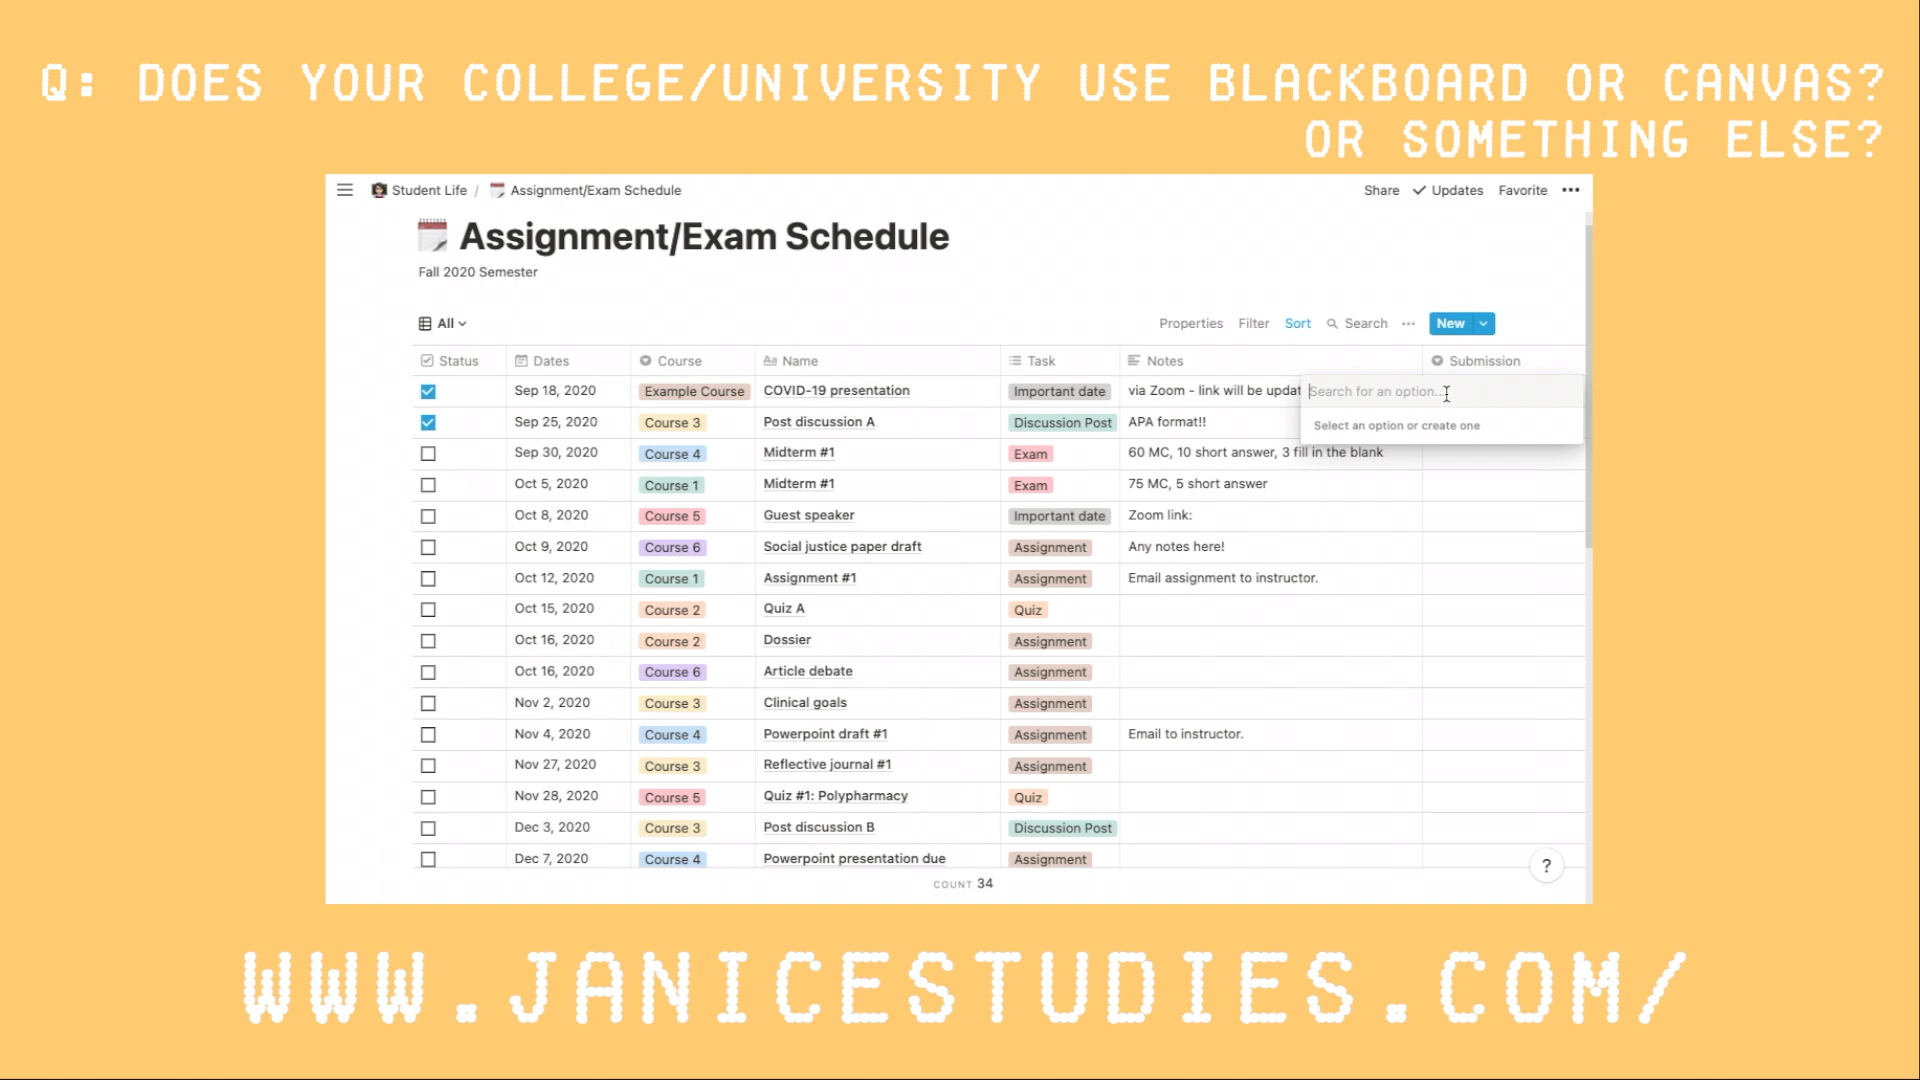 Q: DOES YOUR COLLEGE/UNIVERSITY USE BLACKBOARD OR CANVAS?
OR SOMETHING ELSE?
Student Life / Assignment/Exam Schedule Share Updates Favorite •••
Assignment/Exam Schedule
Fall 2020 Semester
All Properties Filter Sort Search ••• New
Status Dates Course Aa Name Task Notes Submission
Sep 18, 2020 Example Course COVID-19 presentation Important date via Zoom - link will be updat Search for an option...
Sep 25, 2020 Course 3 Post discussion A Discussion Post APA format!! Select an option or create one
Sep 30, 2020 Course 4 Midterm #1 Exam 60 MC, 10 short answer, 3 fill in the blank
Oct 5, 2020 Course 1 Midterm #1 Exam 75 MC, 5 short answer
Oct 8, 2020 Course 5 Guest speaker Important date Zoom link:
Oct 9, 2020 Course 6 Social justice paper draft Assignment Any notes here!
Oct 12, 2020 Course 1 Assignment #1 Assignment Email assignment to instructor.
Oct 15, 2020 Course 2 Quiz A Quiz
Oct 16, 2020 Course 2 Dossier Assignment
Oct 16, 2020 Course 6 Article debate Assignment
Nov 2, 2020 Course 3 Clinical goals Assignment
Nov 4, 2020 Course 4 Powerpoint draft #1 Assignment Email to instructor.
Nov 27, 2020 Course 3 Reflective journal #1 Assignment
Nov 28, 2020 Course 5 Quiz #1: Polypharmacy Quiz
Dec 3, 2020 Course 3 Post discussion B Discussion Post
Dec 7, 2020 Course 4 Powerpoint presentation due Assignment
COUNT 34
?
WWW.JANICESTUDIES.COM/